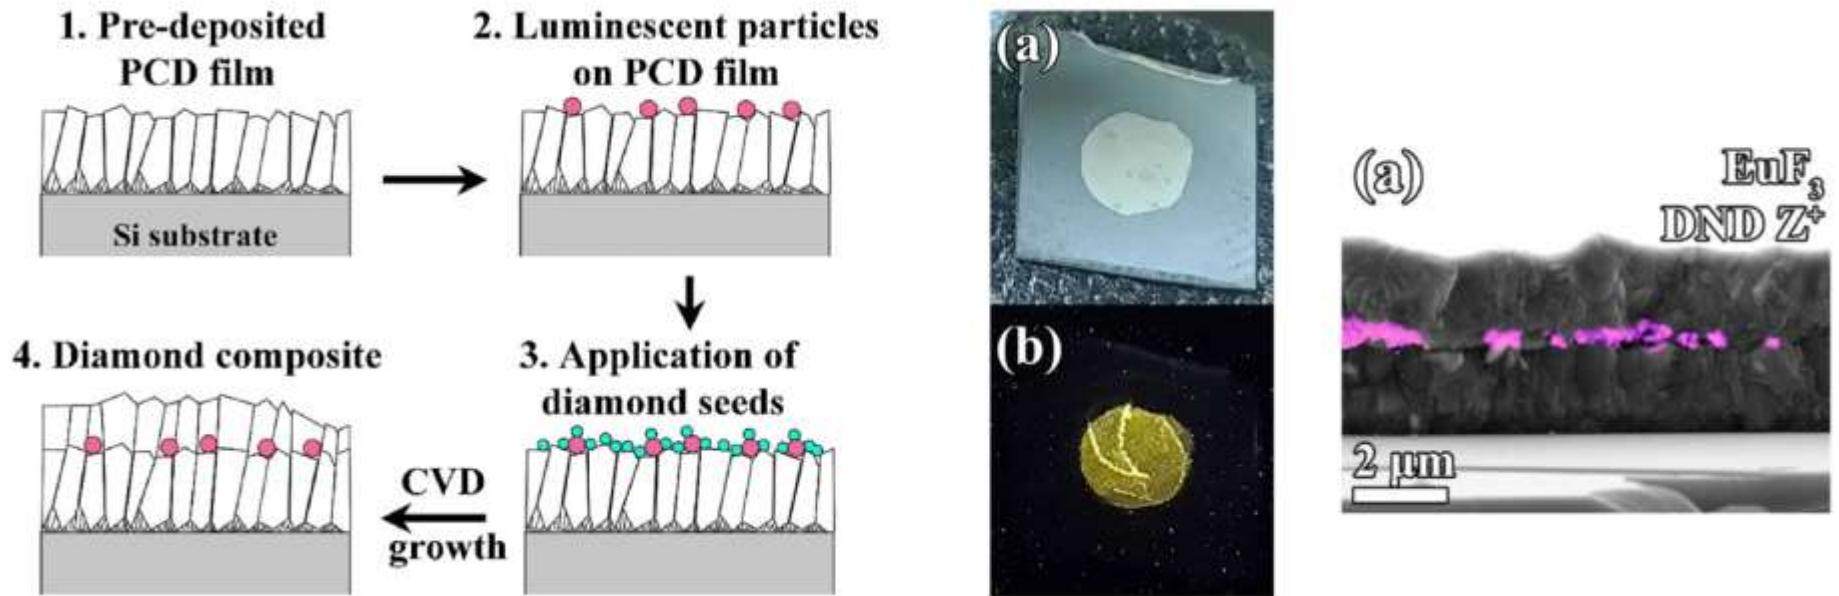 1. Pre-deposited
PCD film
Si substrate
2. Luminescent particles
on PCD film
3. Application of
diamond seeds
CVD
growth
4. Diamond composite
(a)
(b)
(a)
EuF₃
DND Z⁺
2 μm